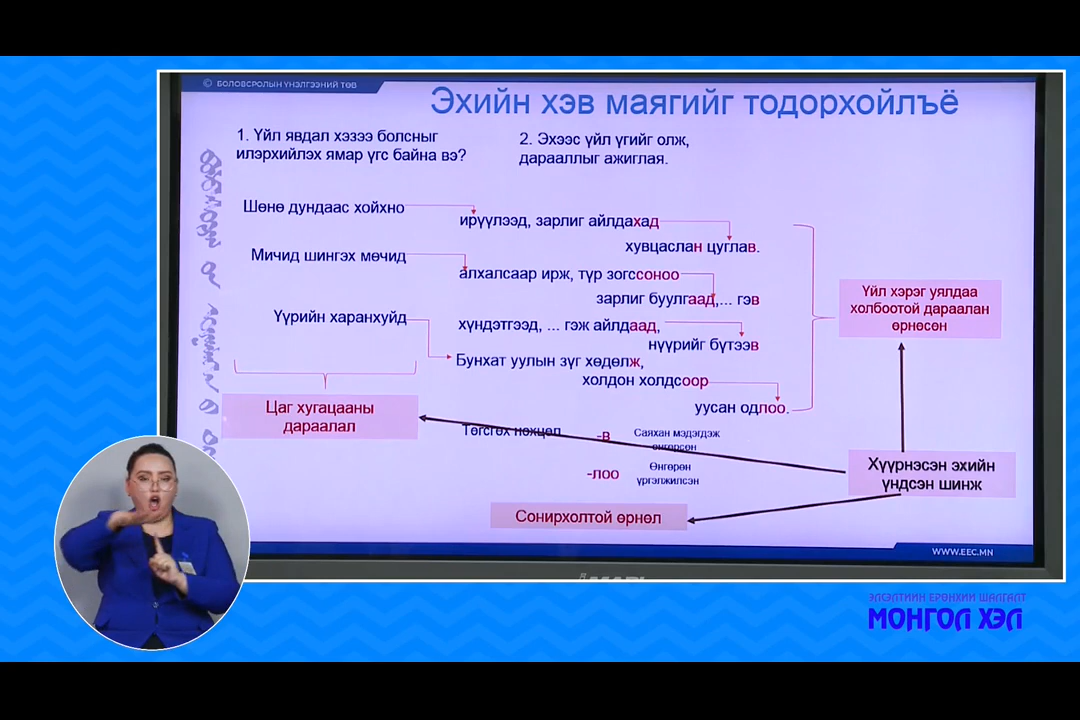 © БОЛОВСРОЛЫН ҮНЭЛГЭЭНИЙ ТӨВ
Эхийн хэв маягийг тодорхойлъё
1. Үйл явдал хэзээ болсныг
илэрхийлэх ямар үгс байна вэ?
2. Эхээс үйл үгийг олж,
дарааллыг ажиглая.
Шөнө дундаас хойхно
ирүүлээд, зарлиг айлдахад
хувцаслан цуглав.
Мичид шингэх мөчид
алхалсаар ирж, түр зогссоноо
зарлиг буулгаад,... гэв
Үүрийн харанхуйд
хүндэтгээд, ... гэж айлдаад,
нүүрийг бүтээв
Бунхат уулын зүг хөдөлж,
холдон холдсоор
уусан одлоо.
Үйл хэрэг уялдаа
холбоотой дараалан
өрнөсөн
Цаг хугацааны
дараалал
Төгсгөх нөхцөл
-в
Саяхан мэдэгдэж
өнгөрсөн
-лоо
Өнгөрөн
үргэлжилсэн
Хүүрнэсэн эхийн
үндсэн шинж
Сонирхолтой өрнөл
WWW.EEC.MN
ЭЛСЭЛТИЙН ЕРӨНХИЙ ШАЛГАЛТ
МОНГОЛ ХЭЛ